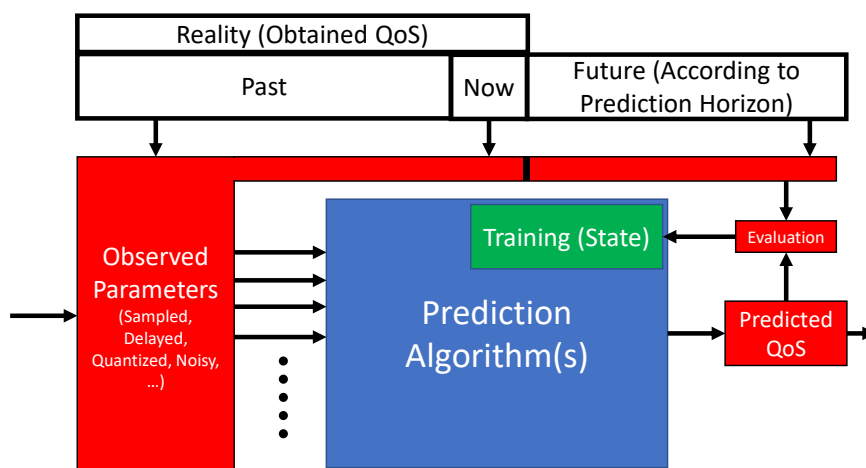 Reality (Obtained QoS)
Past
Now
Future (According to
Prediction Horizon)
Training (State)
Evaluation
Observed
Parameters
(Sampled,
Delayed,
Quantized, Noisy,
...)
Prediction
Algorithm(s)
Predicted
QoS